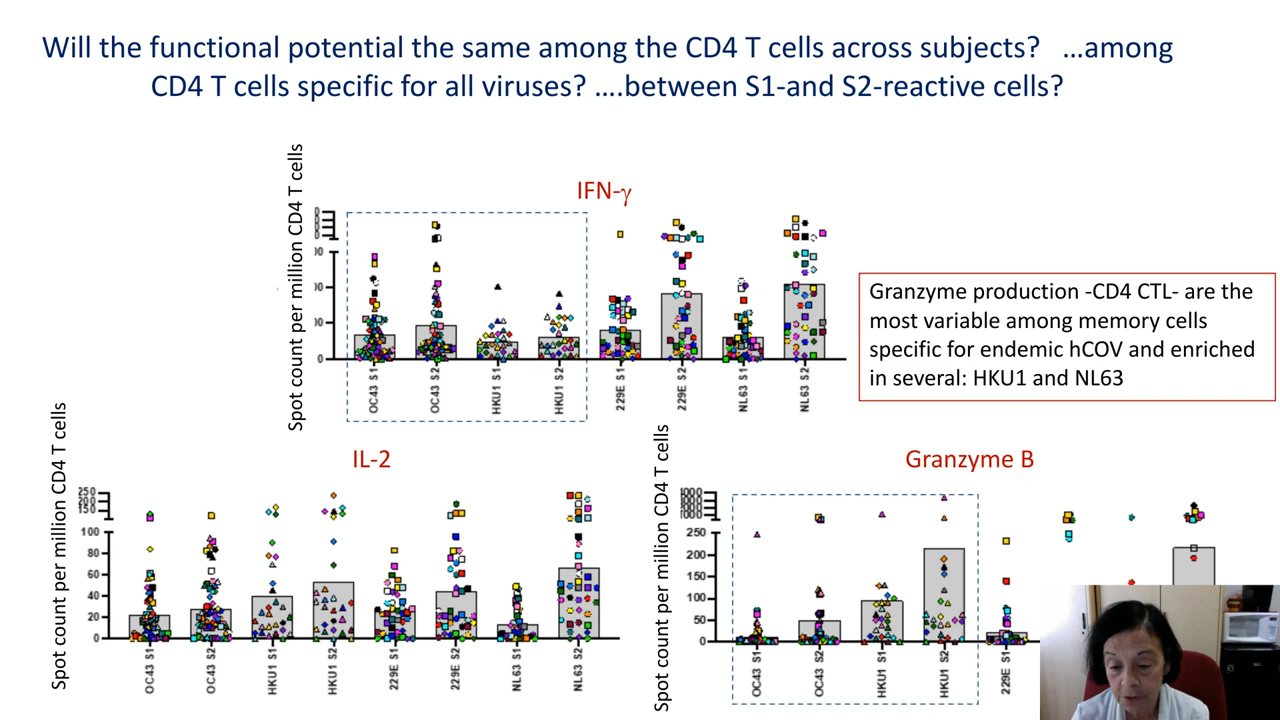 Will the functional potential the same among the CD4 T cells across subjects? ...among
CD4 T cells specific for all viruses? ....between S1-and S2-reactive cells?
Spot count per million CD4 T cells
IFN-γ
0
OC43 S1
OC43 S2
HKU1 S1
HKU1 S2
229E S1
229E S2
NL63 S1
NL63 S2
Granzyme production -CD4 CTL- are the
most variable among memory cells
specific for endemic hCOV and enriched
in several: HKU1 and NL63
Spot count per million CD4 T cells
IL-2
250
200
150
100
80
60
40
20
0
OC43 S1
OC43 S2
HKU1 S1
HKU1 S2
229E S1
229E S2
NL63 S1
NL63 S2
Spot count per million CD4 T cells
Granzyme B
250
200
150
100
50
0
OC43 S1
OC43 S2
HKU1 S1
HKU1 S2
229E S1